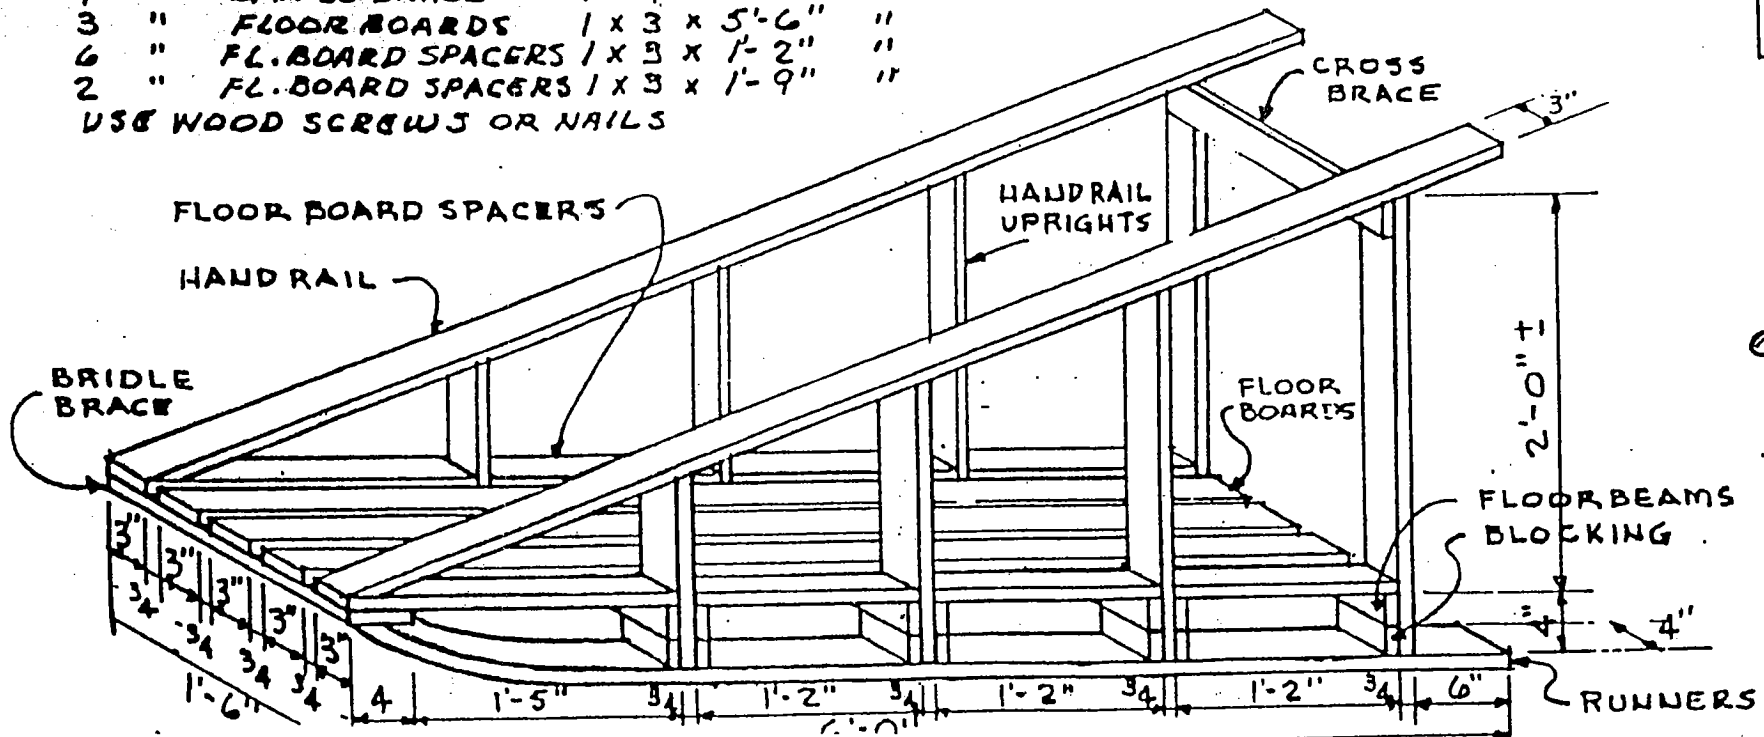 3 " FLOOR BOARDS 1 x 3 x 5'-6" "
6 " FL. BOARD SPACERS 1 x 3 x 1'-2" "
2 " FL. BOARD SPACERS 1 x 3 x 1'-9" "
USE WOOD SCREWS OR NAILS
CROSS
BRACE
3"
FLOOR BOARD SPACERS
HANDRAIL
UPRIGHTS
HAND RAIL
BRIDLE
BRACE
FLOOR
BOARDS
2'-0" ±
FLOOR BEAMS
BLOCKING
4"
4"
3" 3" 3" 3" 3"
3/4 3/4 3/4 3/4
1'-6"
4 1'-5" 3/4 1'-2" 3/4 1'-2" 3/4 1'-2" 3/4 6"
6'-0"
RUNNERS